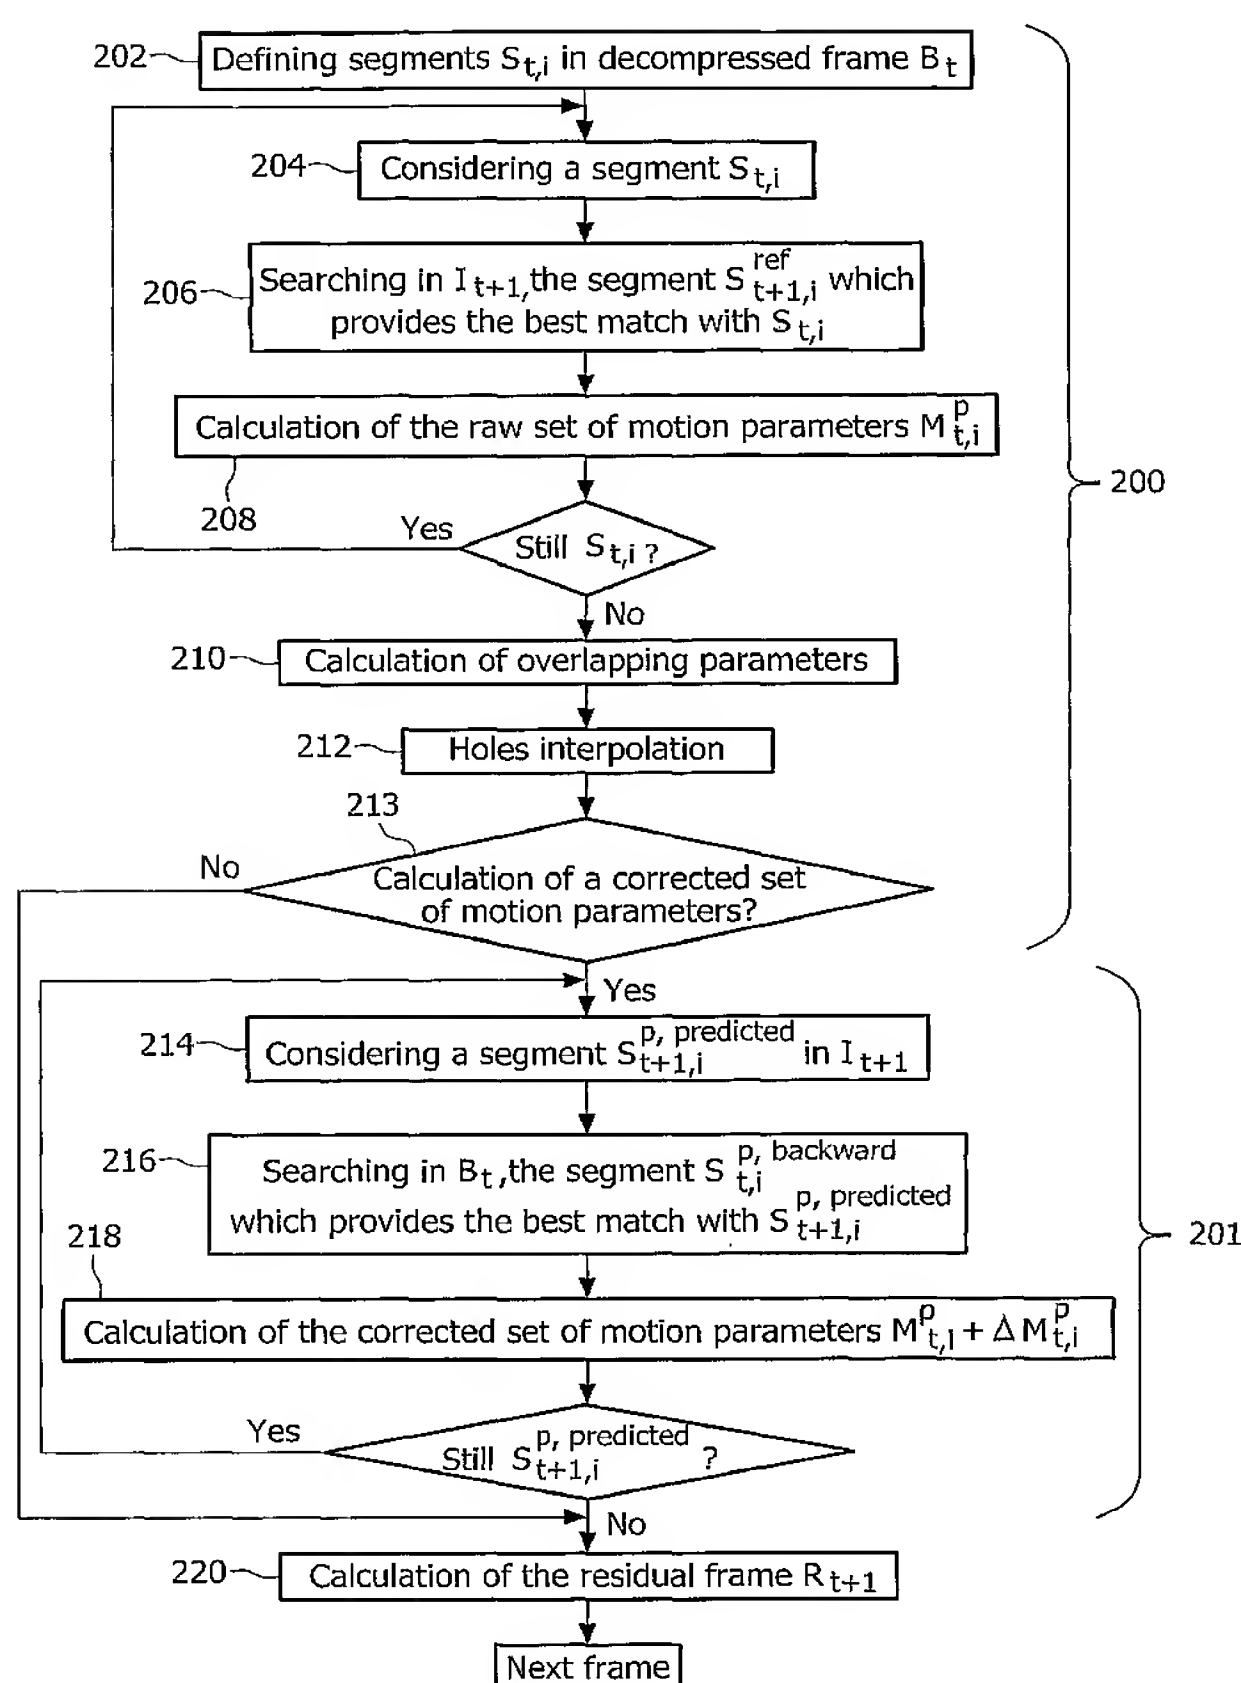 202
Defining segments S t,i in decompressed frame B t
204
Considering a segment S t,i
206
Searching in I t+1, the segment S ref t+1,i which
provides the best match with S t,i
Calculation of the raw set of motion parameters M p t,i
208
200
Yes
Still S t,i ?
No
210
Calculation of overlapping parameters
212
Holes interpolation
213
No
Calculation of a corrected set
of motion parameters?
Yes
214
Considering a segment S p, predicted t+1,i in I t+1
216
Searching in B t, the segment S p, backward t,i
which provides the best match with S p, predicted t+1,i
218
201
Calculation of the corrected set of motion parameters M p t,i + Δ M p t,i
Yes
Still S p, predicted t+1,i ?
No
220
Calculation of the residual frame R t+1
Next frame